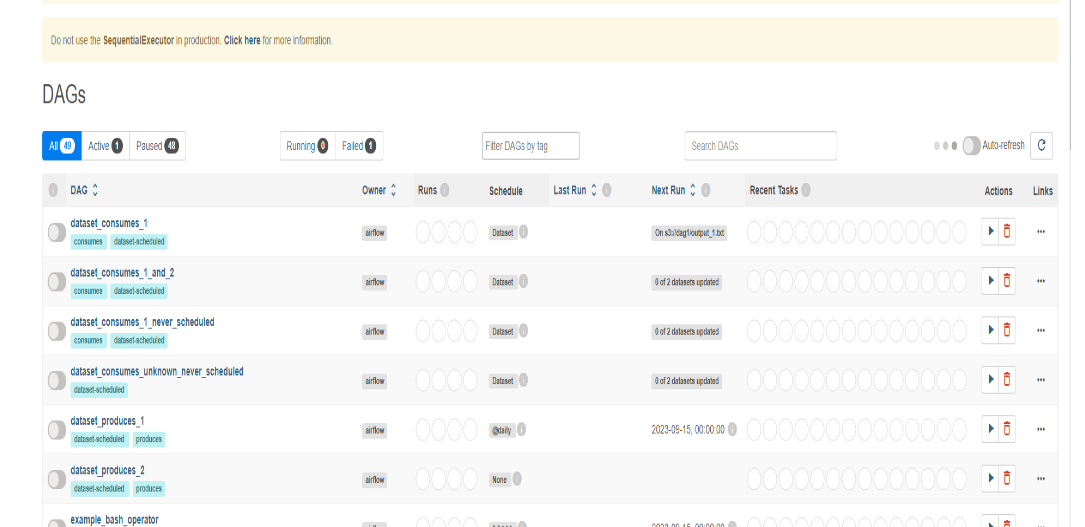 Do not use the SequentialExecutor in production. Click here for more information.
DAGs
All 49 Active 1 Paused 48 Running 0 Failed 1 Filter DAGs by tag Search DAGs Auto-refresh
DAG Owner Runs Schedule Last Run Next Run Recent Tasks Actions Links
dataset_consumes_1
consumes dataset-scheduled airflow Dataset On s3://dag1/output_1.txt
dataset_consumes_1_and_2
consumes dataset-scheduled airflow Dataset 0 of 2 datasets updated
dataset_consumes_1_never_scheduled
consumes dataset-scheduled airflow Dataset 0 of 2 datasets updated
dataset_consumes_unknown_never_scheduled
dataset-scheduled airflow Dataset 0 of 2 datasets updated
dataset_produces_1
dataset-scheduled produces airflow @daily 2023-09-15, 00:00:00
dataset_produces_2
dataset-scheduled produces airflow None
example_bash_operator